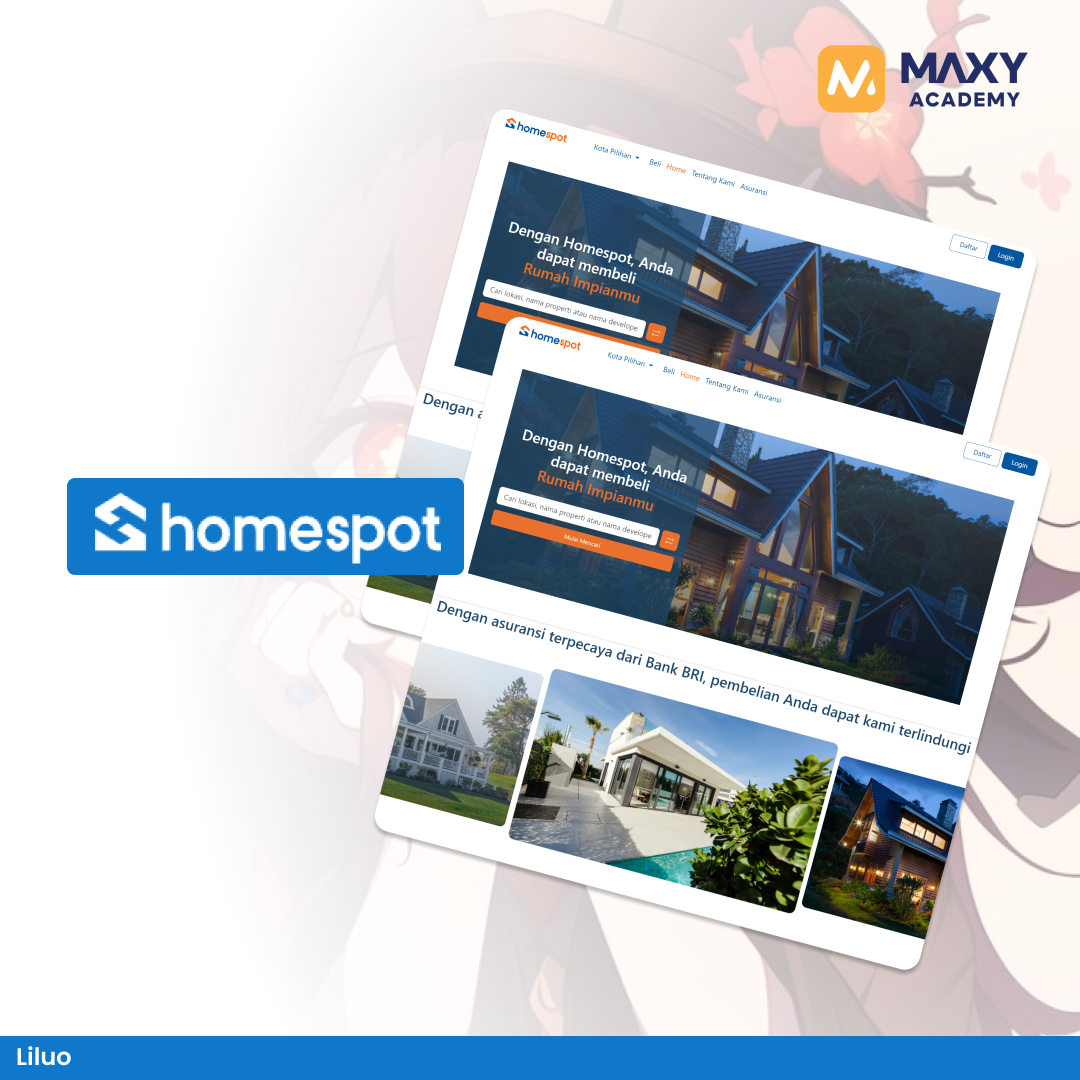 MAXY
ACADEMY
homespot
Kota Pilihan Beli Home Tentang Kami Asuransi
Daftar Login
Dengan Homespot, Anda
dapat membeli
Rumah Impianmu
Cari lokasi, nama properti atau nama develope
Dengan a
homespot
Kota Pilihan Beli Home Tentang Kami Asuransi
Daftar Login
Dengan Homespot, Anda
dapat membeli
Rumah Impianmu
Cari lokasi, nama properti atau nama develope
Mulai Mencari
homespot
Dengan asuransi terpecaya dari Bank BRI, pembelian Anda dapat kami terlindungi
Liluo